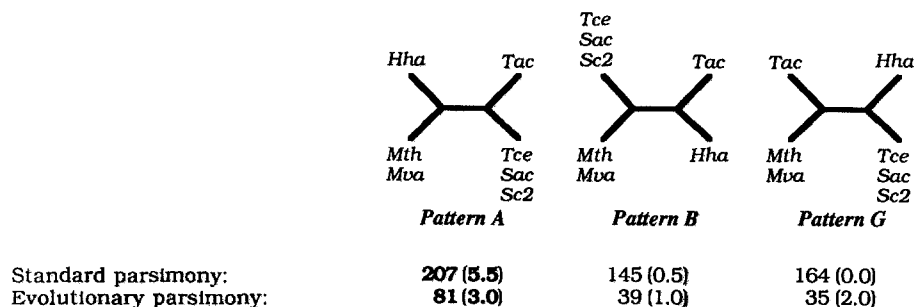 Tce
Sac
Sc2
Hha Tac Tac Tac Hha
Mth Tce Mth Hha Mth Tce
Mva Sac Mva Mva Sac
Sc2 Sc2
Pattern A Pattern B Pattern G
Standard parsimony: 207 (5.5) 145 (0.5) 164 (0.0)
Evolutionary parsimony: 81 (3.0) 39 (1.0) 35 (2.0)